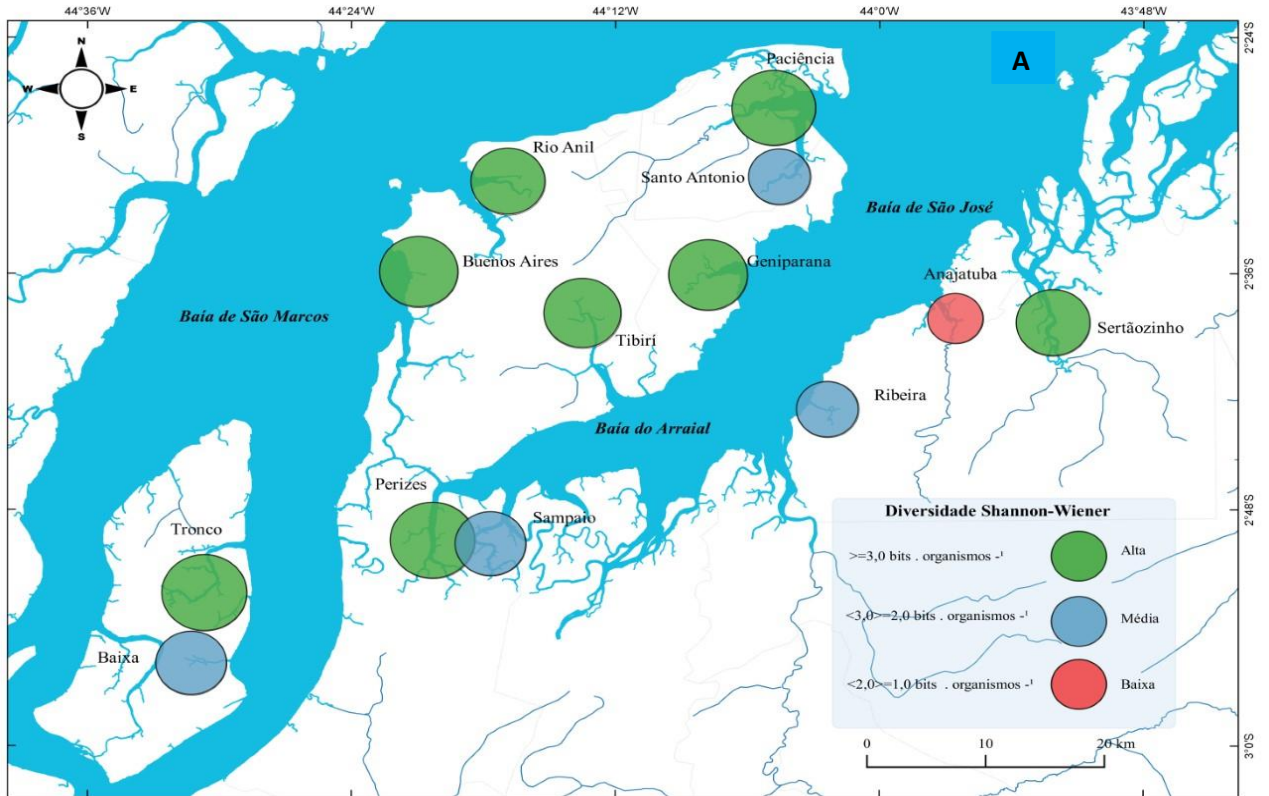 44°36'W 44°24'W 44°12'W 44°0'W 43°48'W
2°24'S
A
N
W E
S
Paciência
Rio Anil
Santo Antonio
Baía de São José
Buenos Aires
Geniparana
Anajatuba
2°36'S
Baía de São Marcos
Tibirí
Sertãozinho
Ribeira
Baía do Arraial
Perizes
Sampaio
2°48'S
Tronco
Baixa
Diversidade Shannon-Wiener
>=3,0 bits . organismos -¹ Alta
<3,0>=2,0 bits . organismos -¹ Média
<2,0>=1,0 bits . organismos -¹ Baixa
0 10 20 km
3°0'S